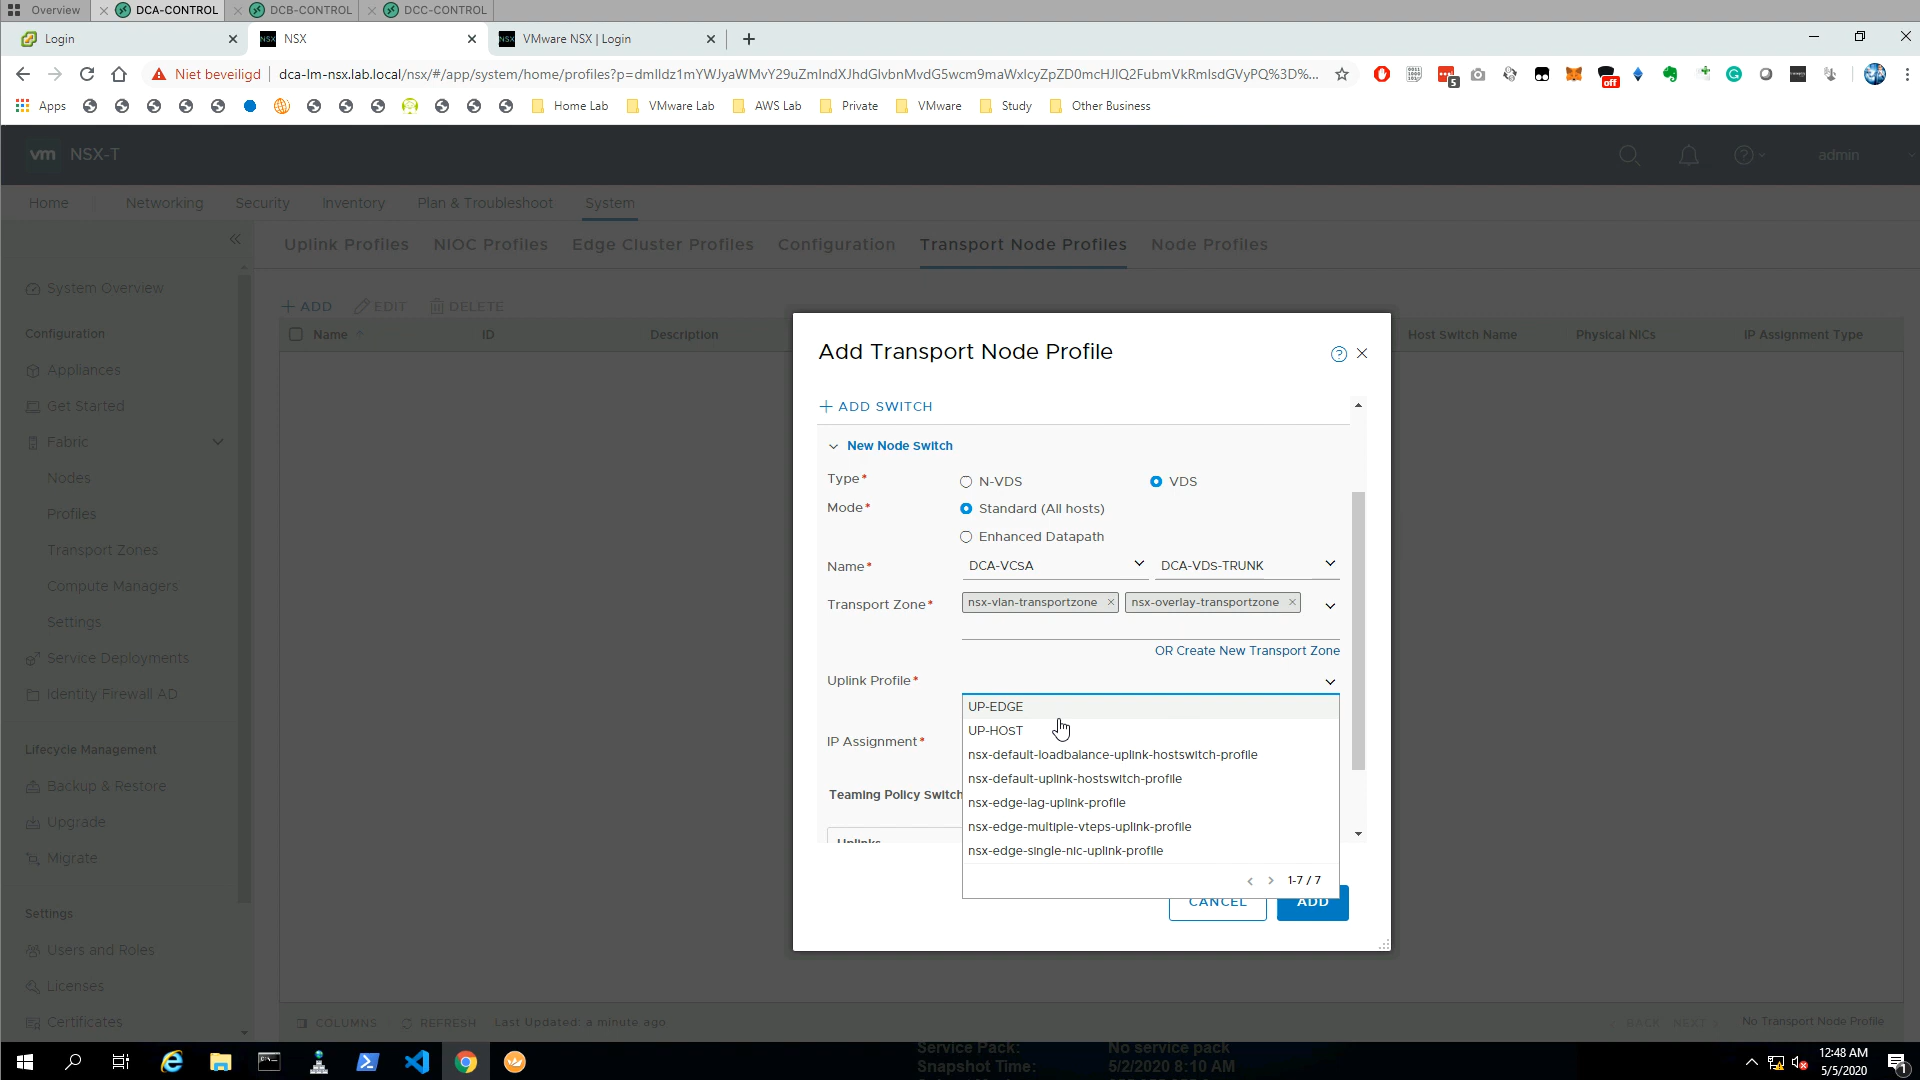 Overview DCA-CONTROL DCB-CONTROL DCC-CONTROL
Login NSX VMware NSX | Login
Niet beveiligd dca-lm-nsx.lab.local/nsx/#/app/system/home/profiles?p=dmlldz1mYWJyaWMvY29uZmlndXJhdGlvbnMvdG5wcm9maWxlcyZpZD0mcHJlQ2FubmVkRmlsdGVyPQ%3D%... 5 off
Apps Home Lab VMware Lab AWS Lab Private VMware Study Other Business
vm NSX-T admin
Home Networking Security Inventory Plan & Troubleshoot System
Uplink Profiles NIOC Profiles Edge Cluster Profiles Configuration Transport Node Profiles Node Profiles
System Overview
ADD EDIT DELETE
Configuration
Name ID Description Host Switch Name Physical NICs IP Assignment Type
Add Transport Node Profile
Appliances
Get Started
+ ADD SWITCH
Fabric
New Node Switch
Nodes
Type* N-VDS VDS
Profiles
Mode* Standard (All hosts)
Enhanced Datapath
Transport Zones
Name* DCA-VCSA DCA-VDS-TRUNK
Compute Managers
Transport Zone* nsx-vlan-transportzone × nsx-overlay-transportzone ×
Settings
OR Create New Transport Zone
Service Deployments
Uplink Profile*
Identity Firewall AD
UP-EDGE
UP-HOST
IP Assignment*
Lifecycle Management
nsx-default-loadbalance-uplink-hostswitch-profile
nsx-default-uplink-hostswitch-profile
Backup & Restore
Teaming Policy Switch
nsx-edge-lag-uplink-profile
Upgrade
nsx-edge-multiple-vteps-uplink-profile
Uplinks
nsx-edge-single-nic-uplink-profile
Migrate
1-7 / 7
CANCEL ADD
Settings
Users and Roles
Licenses
Certificates
COLUMNS REFRESH Last Updated: a minute ago BACK NEXT No Transport Node Profile
Service Pack: No service pack
Snapshot Time: 5/2/2020 8:10 AM
12:48 AM
5/5/2020
1